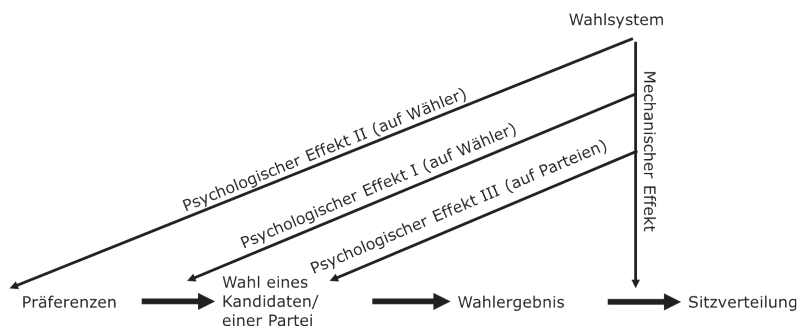 Wahlsystem
Mechanischer Effekt
Psychologischer Effekt II (auf Wähler)
Psychologischer Effekt I (auf Wähler)
Psychologischer Effekt III (auf Parteien)
Präferenzen
Wahl eines
Kandidaten/
einer Partei
Wahlergebnis
Sitzverteilung